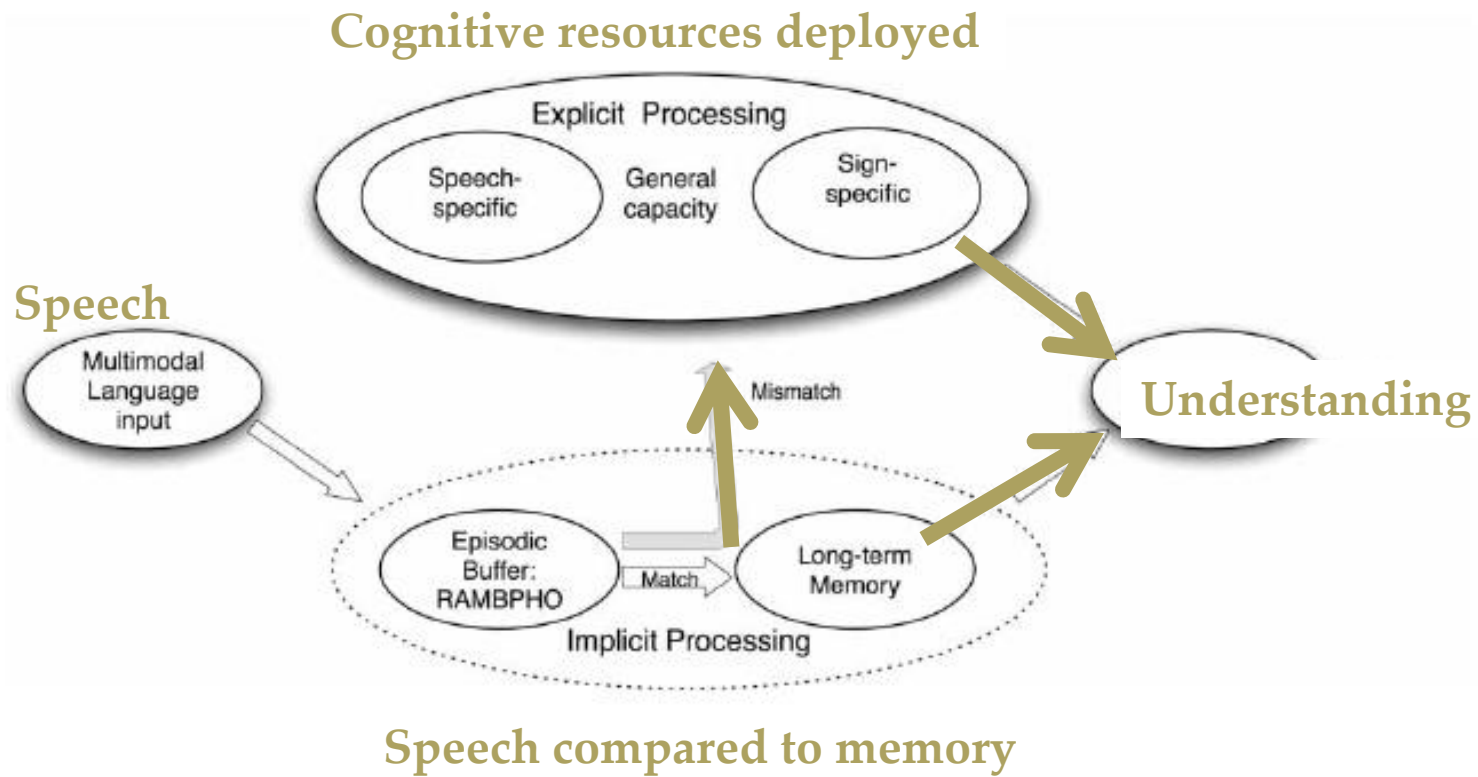 Cognitive resources deployed
Explicit Processing
Speech-
specific
General
capacity
Sign-
specific
Speech
Multimodal
Language
input
Mismatch
Understanding
Episodic
Buffer:
RAMBPHO
Match
Long-term
Memory
Implicit Processing
Speech compared to memory